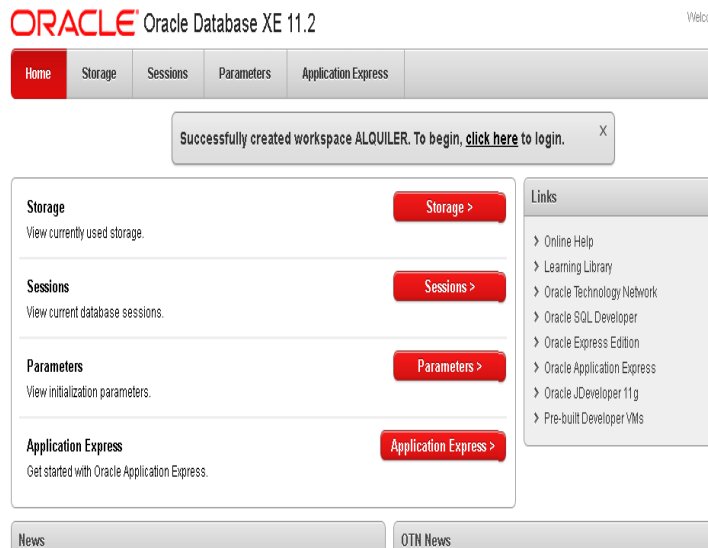 ORACLE Oracle Database XE 11.2
Home Storage Sessions Parameters Application Express
Successfully created workspace ALQUILER. To begin, click here to login. X
Storage
View currently used storage.
Storage >
Sessions
View current database sessions.
Sessions >
Parameters
View initialization parameters.
Parameters >
Application Express
Get started with Oracle Application Express.
Application Express >
Links
Online Help
Learning Library
Oracle Technology Network
Oracle SQL Developer
Oracle Express Edition
Oracle Application Express
Oracle JDeveloper 11g
Pre-built Developer VMs
News
OTN News